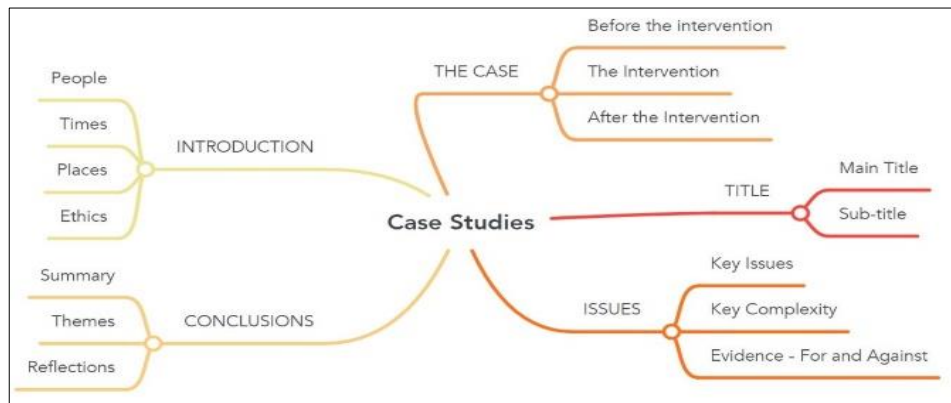 Before the intervention
THE CASE
The Intervention
After the Intervention
People
Times
INTRODUCTION
Places
Ethics
Case Studies
TITLE
Main Title
Sub-title
Summary
Themes
CONCLUSIONS
Reflections
Key Issues
ISSUES
Key Complexity
Evidence - For and Against